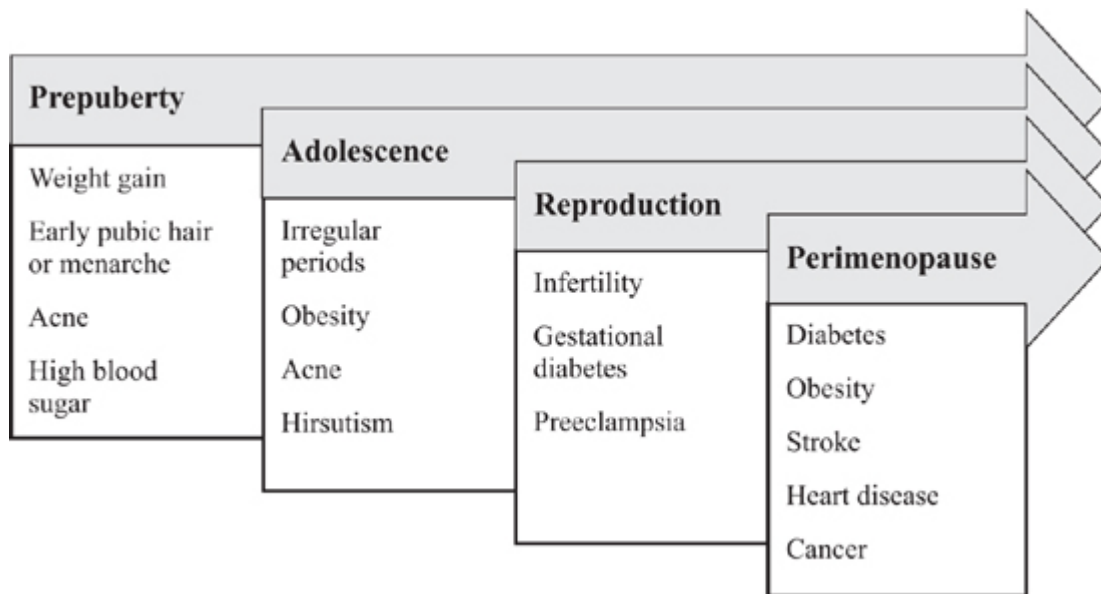 Prepuberty
Weight gain
Early pubic hair
or menarche
Acne
High blood
sugar
Adolescence
Irregular
periods
Obesity
Acne
Hirsutism
Reproduction
Infertility
Gestational
diabetes
Preeclampsia
Perimenopause
Diabetes
Obesity
Stroke
Heart disease
Cancer